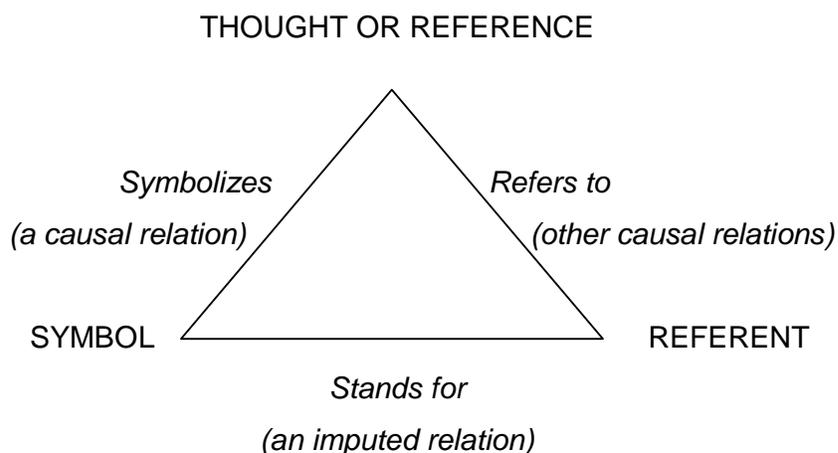 THOUGHT OR REFERENCE
Symbolizes
Refers to
(a causal relation)
(other causal relations)
SYMBOL
REFERENT
Stands for
(an imputed relation)